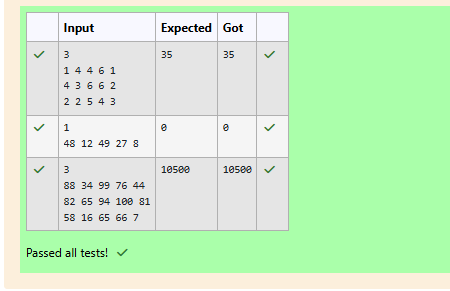 Input Expected Got
3 35 35
1 4 4 6 1
4 3 6 6 2
2 2 5 4 3
1 0 0
48 12 49 27 8
3 10500 10500
88 34 99 76 44
82 65 94 100 81
58 16 65 66 7
Passed all tests!